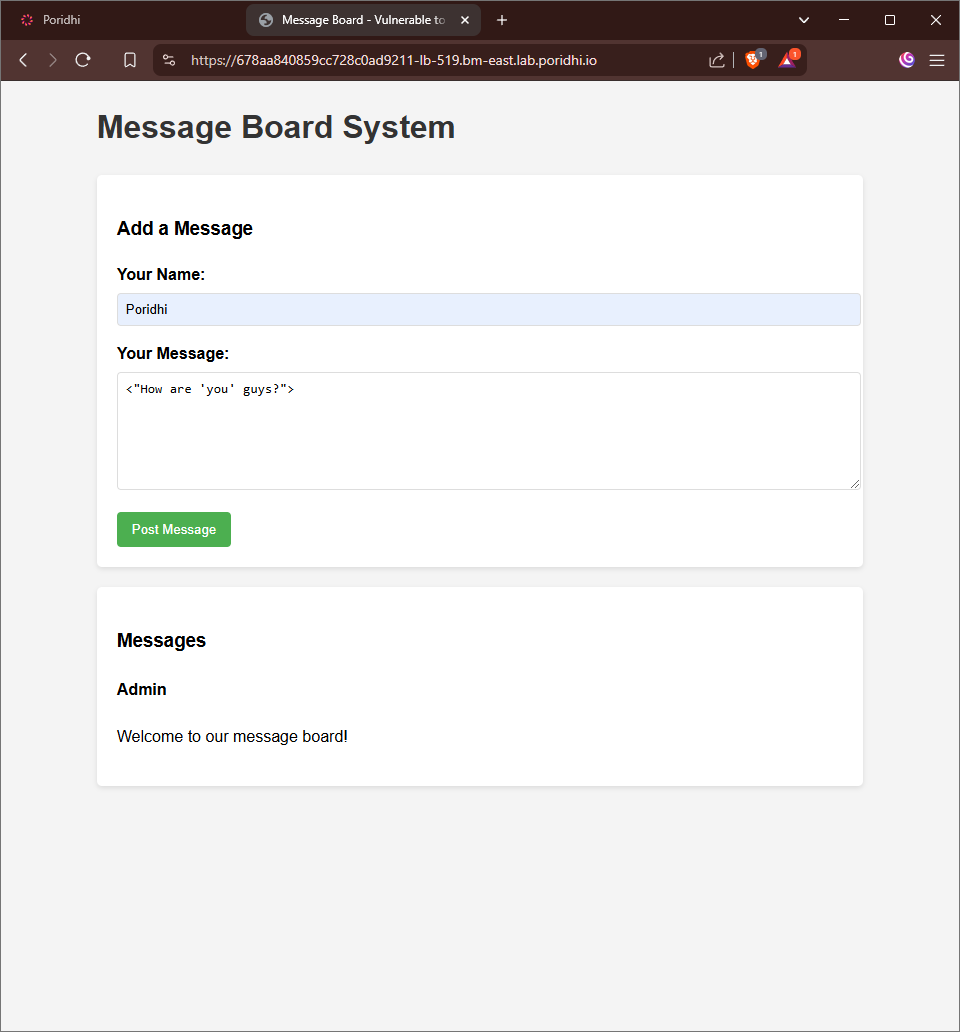 Poridhi
Message Board - Vulnerable to
https://678aa840859cc728c0ad9211-lb-519.bm-east.lab.poridhi.io
1
1
Message Board System
Add a Message
Your Name:
Poridhi
Your Message:
<"How are 'you' guys?">
Post Message
Messages
Admin
Welcome to our message board!